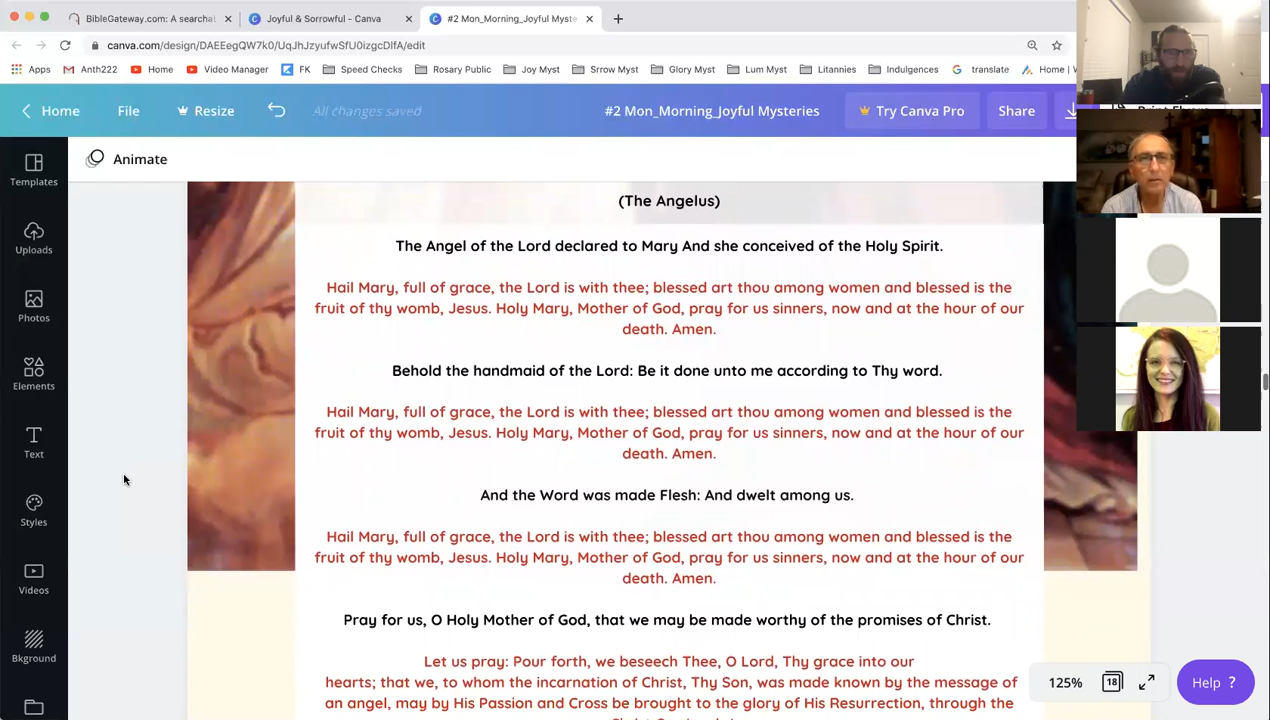 BibleGateway.com: A searchab
Joyful & Sorrowful - Canva
#2 Mon_Morning_Joyful Myste
canva.com/design/DAEEegQW7k0/UqJhJzyufwSfU0izgcDlfA/edit
Apps
Anth222
Home
Video Manager
FK
Speed Checks
Rosary Public
Joy Myst
Srrow Myst
Glory Myst
Lum Myst
Litannies
Indulgences
translate
Home | W
Home
File
Resize
All changes saved
#2 Mon_Morning_Joyful Mysteries
Try Canva Pro
Share
Templates
Uploads
Photos
Elements
Text
Styles
Videos
Bkground
Animate
(The Angelus)
The Angel of the Lord declared to Mary And she conceived of the Holy Spirit.
Hail Mary, full of grace, the Lord is with thee; blessed art thou among women and blessed is the
fruit of thy womb, Jesus. Holy Mary, Mother of God, pray for us sinners, now and at the hour of our
death. Amen.
Behold the handmaid of the Lord: Be it done unto me according to Thy word.
Hail Mary, full of grace, the Lord is with thee; blessed art thou among women and blessed is the
fruit of thy womb, Jesus. Holy Mary, Mother of God, pray for us sinners, now and at the hour of our
death. Amen.
And the Word was made Flesh: And dwelt among us.
Hail Mary, full of grace, the Lord is with thee; blessed art thou among women and blessed is the
fruit of thy womb, Jesus. Holy Mary, Mother of God, pray for us sinners, now and at the hour of our
death. Amen.
Pray for us, O Holy Mother of God, that we may be made worthy of the promises of Christ.
Let us pray: Pour forth, we beseech Thee, O Lord, Thy grace into our
hearts; that we, to whom the incarnation of Christ, Thy Son, was made known by the message of
an angel, may by His Passion and Cross be brought to the glory of His Resurrection, through the
125%
18
Help ?